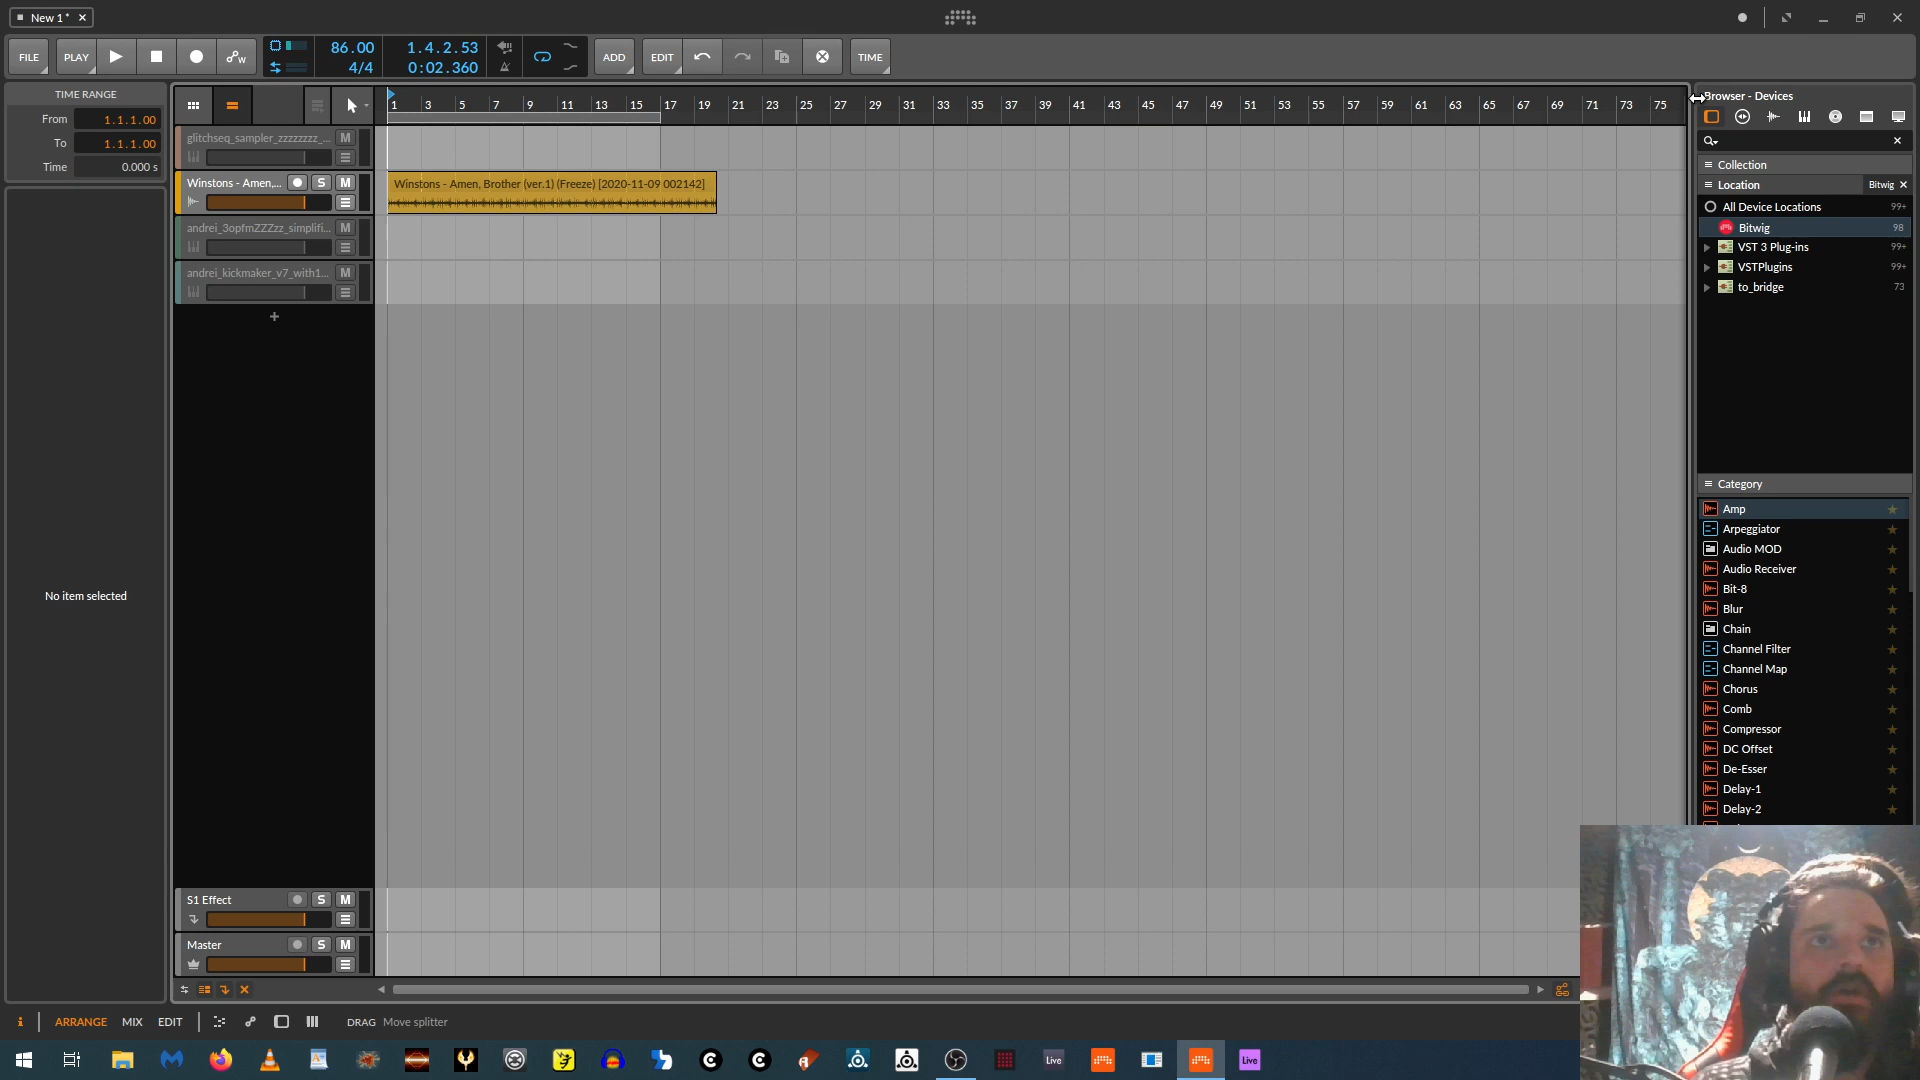 New 1 *
FILE
PLAY
86.00
4/4
1.4.2.53
0:02.360
ADD
EDIT
TIME
TIME RANGE
From 1.1.1.00
To 1.1.1.00
Time 0.000 s
No item selected
1 3 5 7 9 11 13 15 17 19 21 23 25 27 29 31 33 35 37 39 41 43 45 47 49 51 53 55 57 59 61 63 65 67 69 71 73 75
glitchseq_sampler_zzzzzzzz_... M
Winstons - Amen,... S M
Winstons - Amen, Brother (ver.1) (Freeze) [2020-11-09 002142]
andrei_3opfmZZZzz_simplifi... M
andrei_kickmaker_v7_with1... M
+
S1 Effect S M
Master S M
Browser - Devices
Collection
Location
Bitwig
All Device Locations 99+
Bitwig 98
VST 3 Plug-ins 99+
VSTPlugins 99+
to_bridge 73
Category
Amp
Arpeggiator
Audio MOD
Audio Receiver
Bit-8
Blur
Chain
Channel Filter
Channel Map
Chorus
Comb
Compressor
DC Offset
De-Esser
Delay-1
Delay-2
i
ARRANGE
MIX
EDIT
DRAG Move splitter
Live
Live